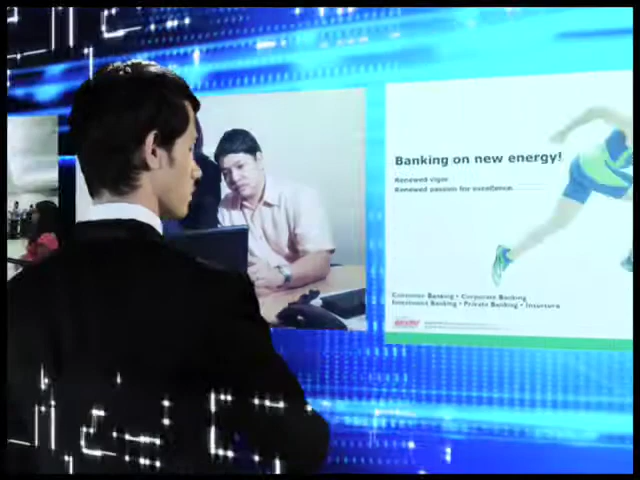 Banking on new energy!
Renewed vigor.
Renewed passion for excellence.
Consumer Banking • Corporate Banking
Investment Banking • Private Banking • Insurance